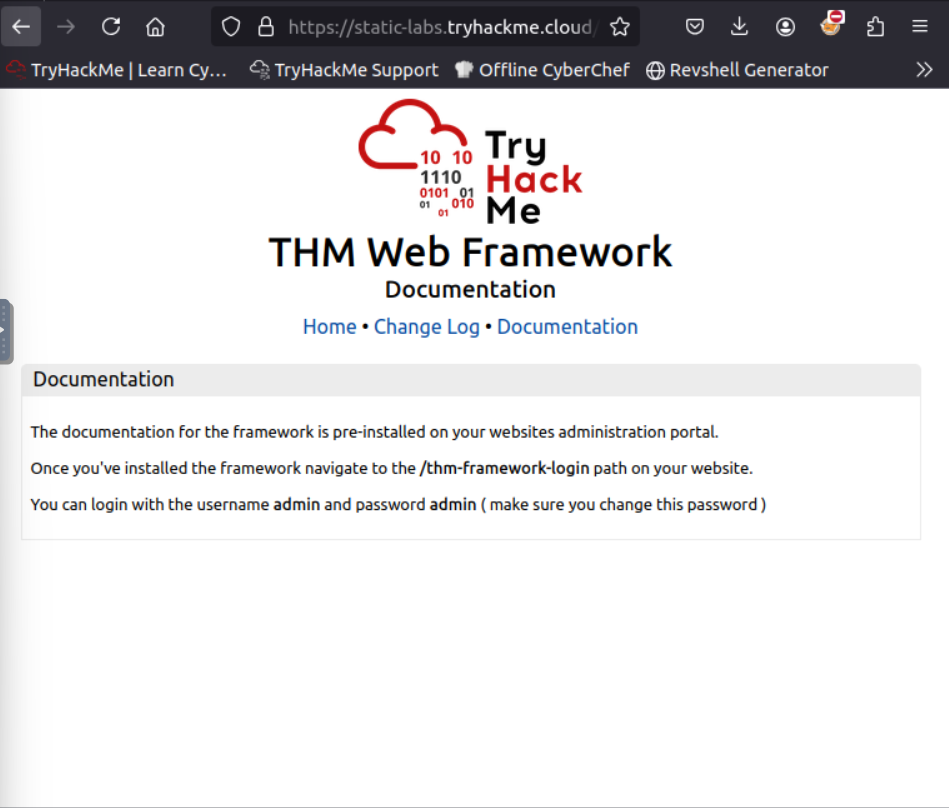 https://static-labs.tryhackme.cloud/
TryHackMe | Learn Cy...
TryHackMe Support
Offline CyberChef
Revshell Generator
10 10
1110
0101 01
01 010
01
Try
Hack
Me
THM Web Framework
Documentation
Home • Change Log • Documentation
Documentation
The documentation for the framework is pre-installed on your websites administration portal.
Once you've installed the framework navigate to the /thm-framework-login path on your website.
You can login with the username admin and password admin ( make sure you change this password )